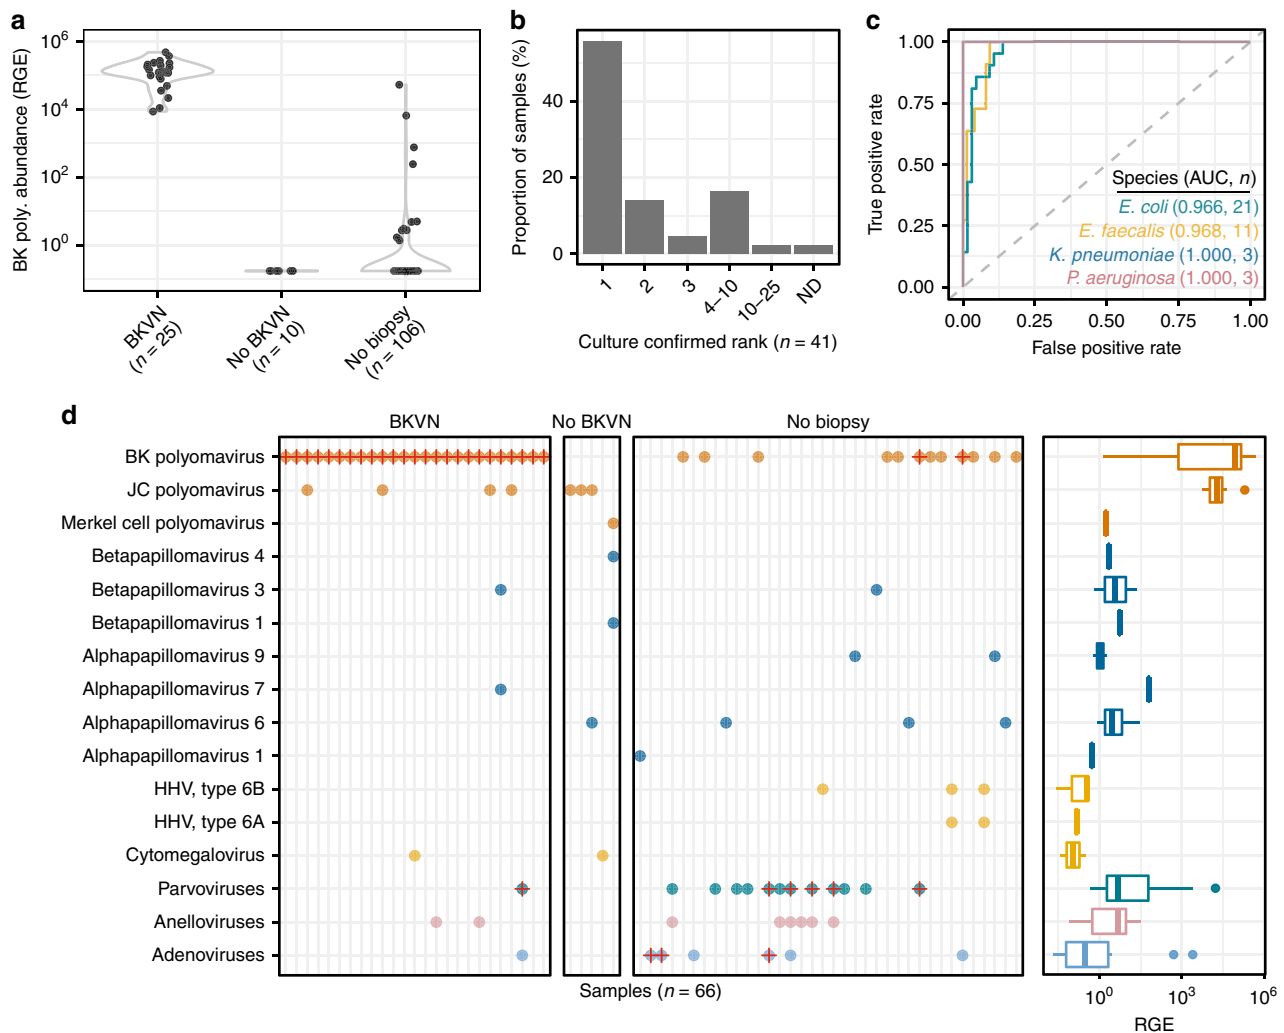 a
BK poly. abundance (RGE)
10^6
10^4
10^2
10^0
BKVN
(n = 25)
No BKVN
(n = 10)
No biopsy
(n = 106)
b
Proportion of samples (%)
40
20
0
1
2
3
4–10
10–25
ND
Culture confirmed rank (n = 41)
c
True positive rate
1.00
0.75
0.50
0.25
0.00
Species (AUC, n)
E. coli (0.966, 21)
E. faecalis (0.968, 11)
K. pneumoniae (1.000, 3)
P. aeruginosa (1.000, 3)
0.00 0.25 0.50 0.75 1.00
False positive rate
d
BKVN
No BKVN
No biopsy
BK polyomavirus
JC polyomavirus
Merkel cell polyomavirus
Betapapillomavirus 4
Betapapillomavirus 3
Betapapillomavirus 1
Alphapapillomavirus 9
Alphapapillomavirus 7
Alphapapillomavirus 6
Alphapapillomavirus 1
HHV, type 6B
HHV, type 6A
Cytomegalovirus
Parvoviruses
Anelloviruses
Adenoviruses
Samples (n = 66)
10^0 10^3 10^6
RGE